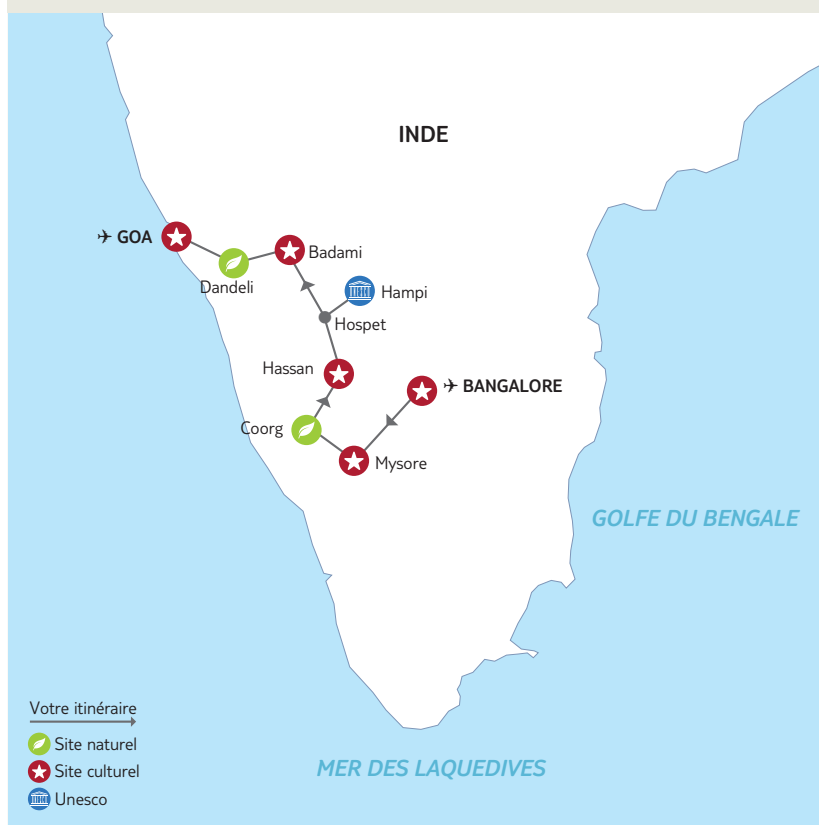 INDE
✈ GOA
Badami
Dandeli
Hampi
Hospet
Hassan
✈ BANGALORE
Coorg
Mysore
GOLFE DU BENGALE
Votre itinéraire
Site naturel
Site culturel
Unesco
MER DES LAQUEDIVES